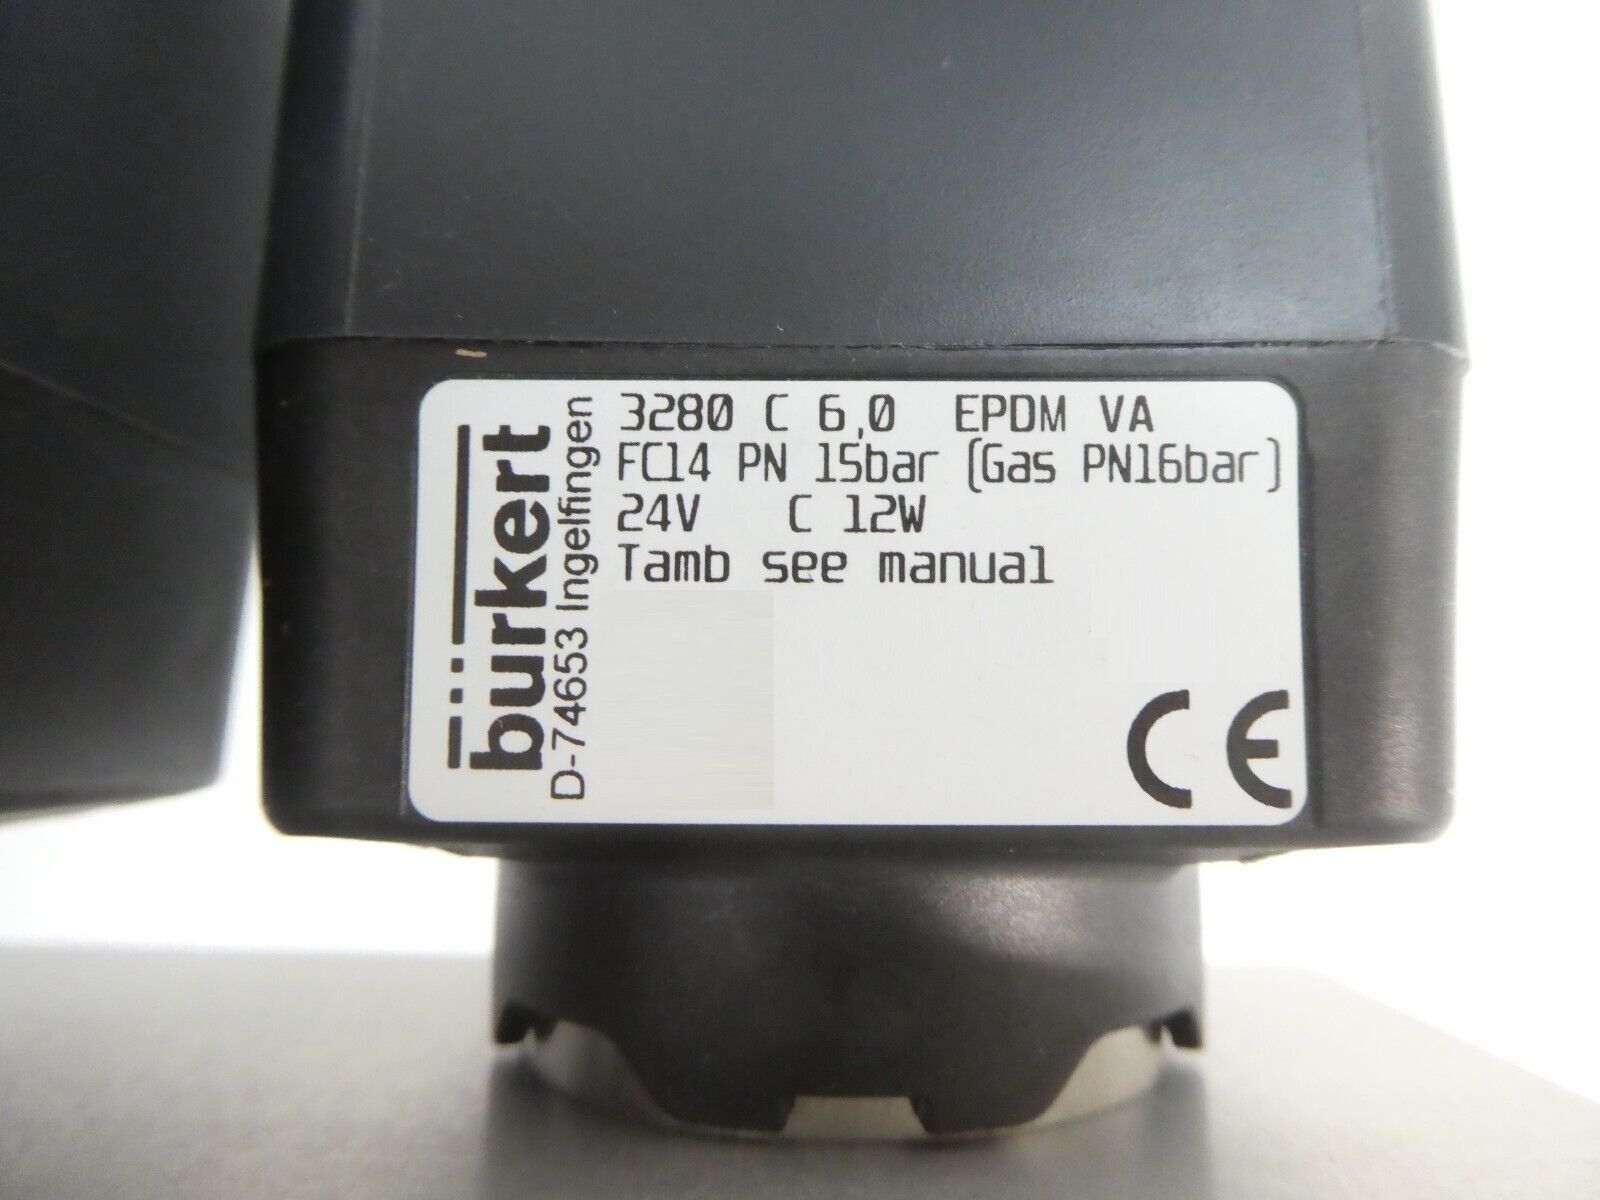 bürkert
D-74653 Ingelfingen
3280 C 6,0 EPDM VA
FC14 PN 15bar (Gas PN16bar)
24V C 12W
Tamb see manual
CE